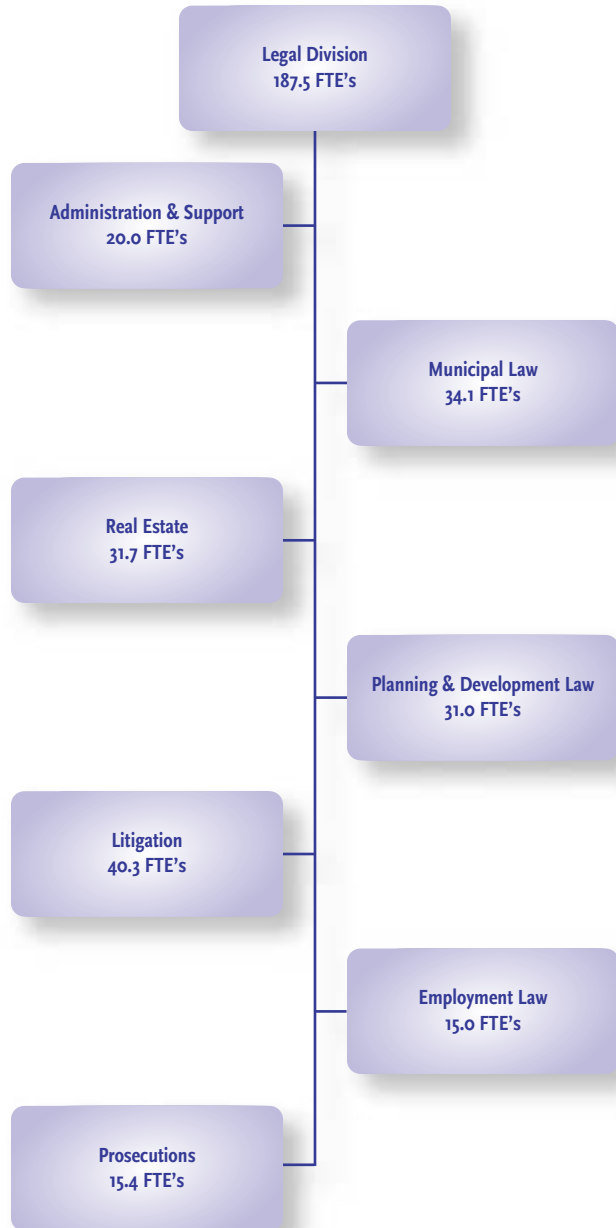 Legal Division
187.5 FTE's
Administration & Support
20.0 FTE's
Municipal Law
34.1 FTE's
Real Estate
31.7 FTE's
Planning & Development Law
31.0 FTE's
Litigation
40.3 FTE's
Employment Law
15.0 FTE's
Prosecutions
15.4 FTE's